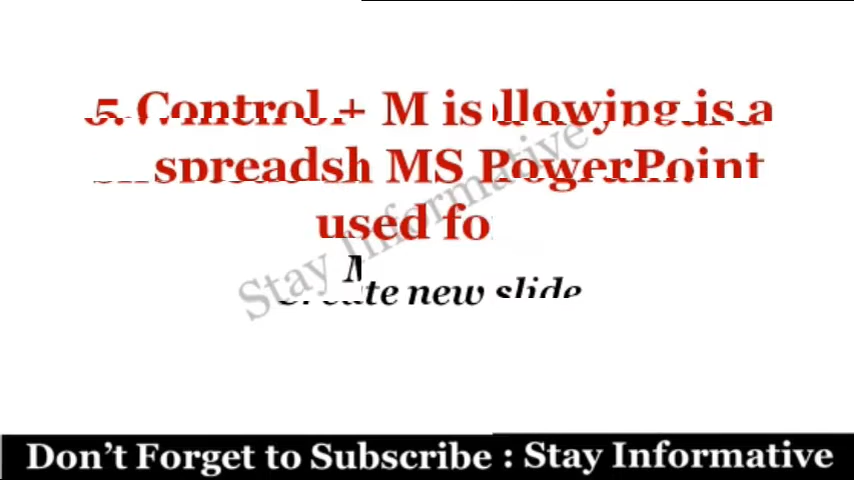 5. Control + M is llowing is a
spreadsh MS PowerPoint
used fo
new slide
Stay Informative
Don't Forget to Subscribe : Stay Informative